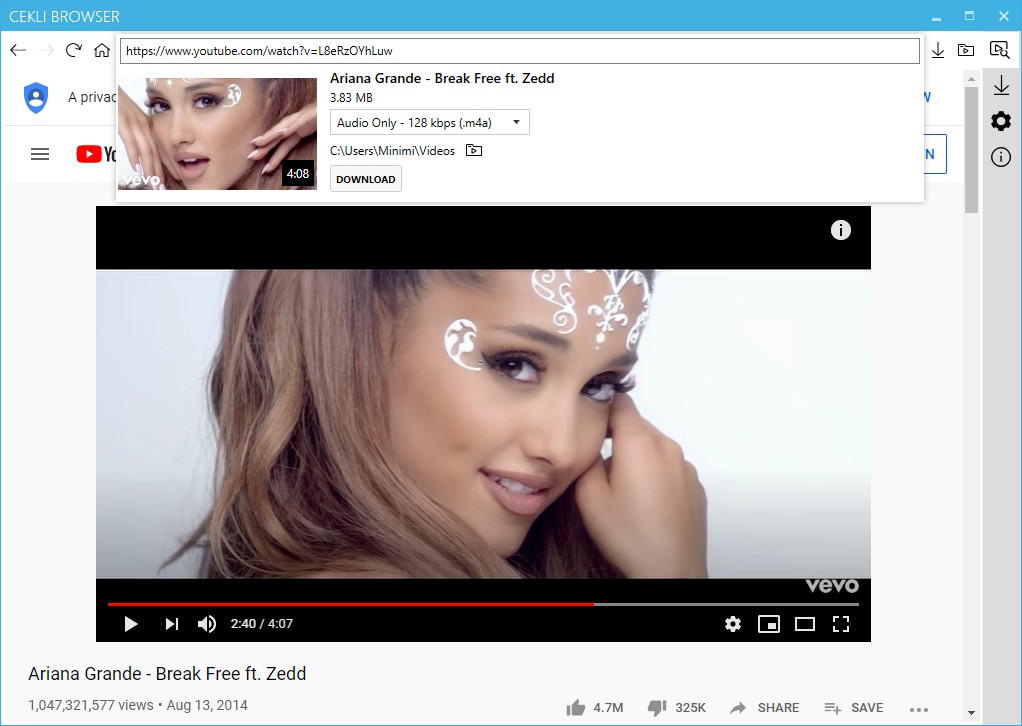 CEKLI BROWSER
https://www.youtube.com/watch?v=L8eRzOYhLuw
Ariana Grande - Break Free ft. Zedd
3.83 MB
Audio Only - 128 kbps (.m4a)
C:\Users\Minimi\Videos
DOWNLOAD
vevo
4:08
A privac
W
Yo
N
vevo
2:40 / 4:07
Ariana Grande - Break Free ft. Zedd
1,047,321,577 views • Aug 13, 2014
4.7M 325K SHARE SAVE